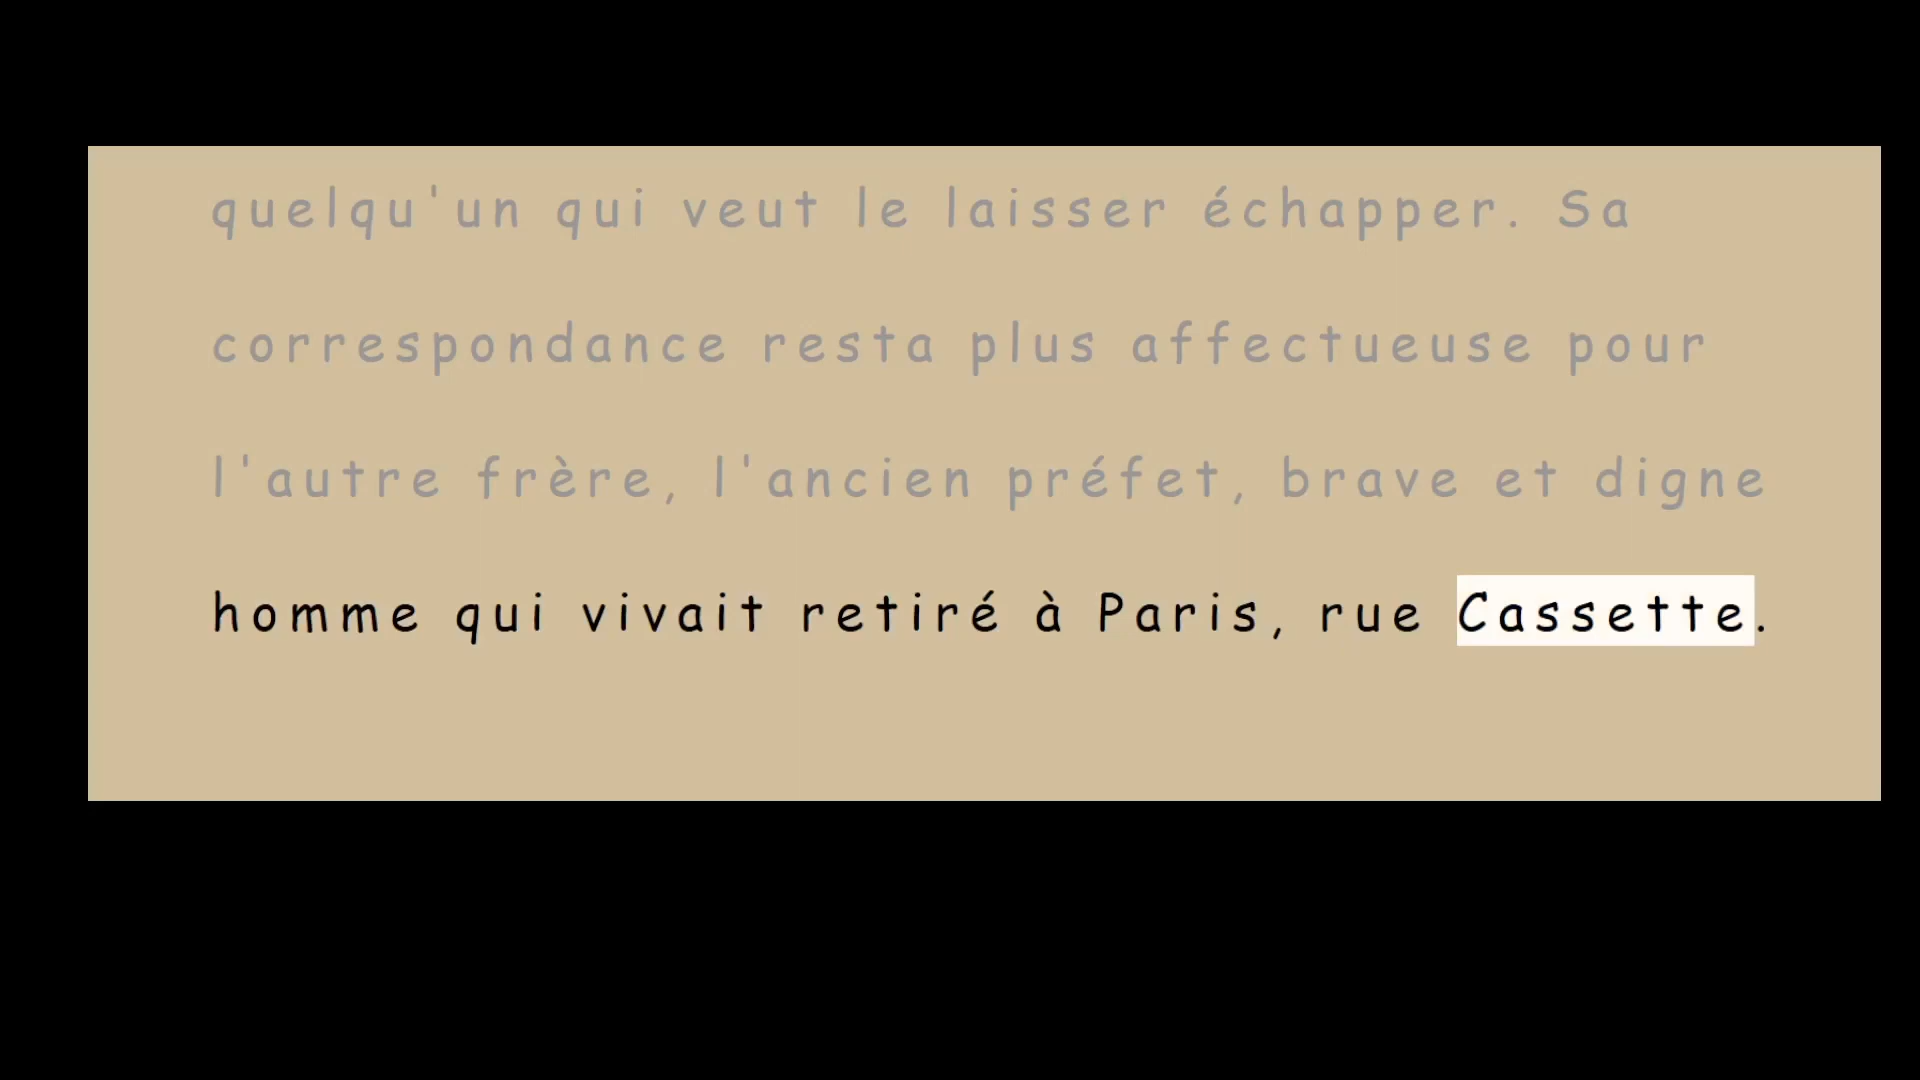 quelqu'un qui veut le laisser échapper. Sa
correspondance resta plus affectueuse pour
l'autre frère, l'ancien préfet, brave et digne
homme qui vivait retiré à Paris, rue Cassette.